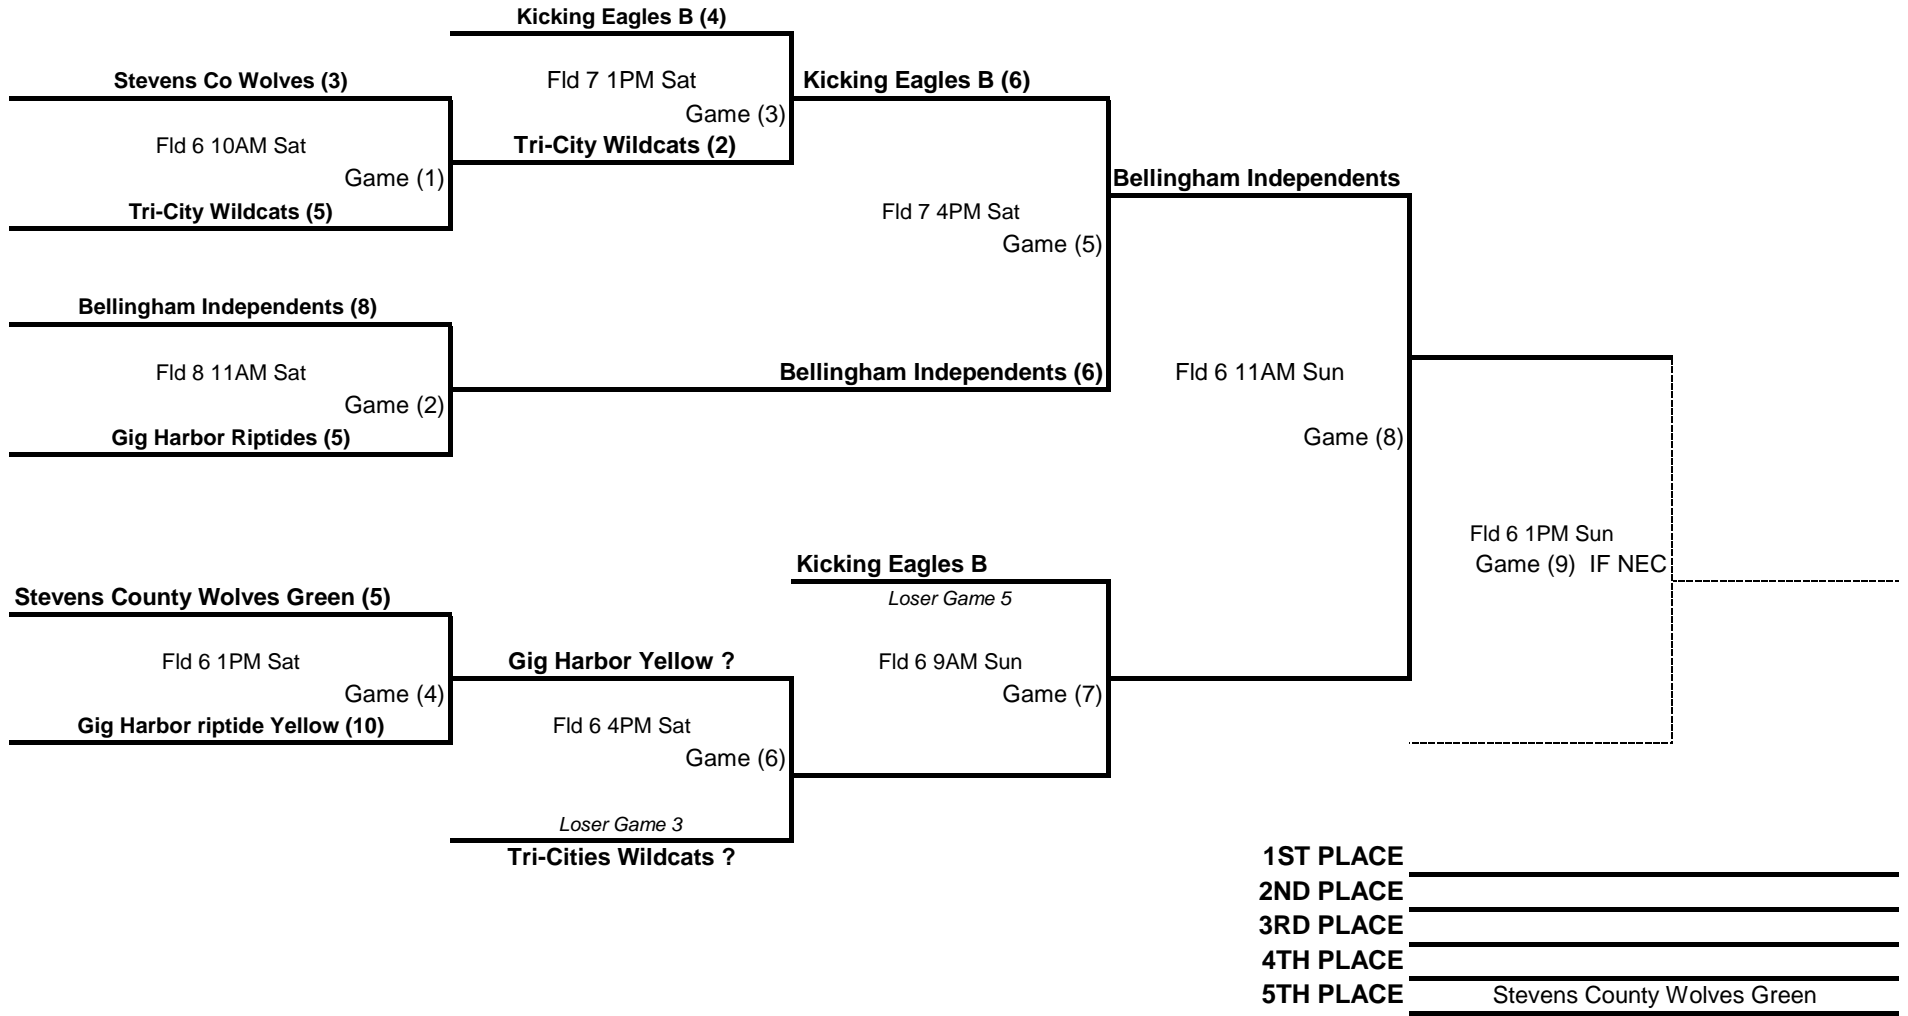 Kicking Eagles B (4)
Stevens Co Wolves (3)
Fld 7 1PM Sat
Kicking Eagles B (6)
Game (3)
Fld 6 10AM Sat
Tri-City Wildcats (2)
Game (1)
Bellingham Independents
Tri-City Wildcats (5)
Fld 7 4PM Sat
Game (5)
Bellingham Independents (8)
Fld 8 11AM Sat
Bellingham Independents (6)
Fld 6 11AM Sun
Game (2)
Gig Harbor Riptides (5)
Game (8)
Fld 6 1PM Sun
Kicking Eagles B
Game (9) IF NEC
Stevens County Wolves Green (5)
Loser Game 5
Fld 6 1PM Sat
Gig Harbor Yellow ?
Fld 6 9AM Sun
Game (4)
Game (7)
Gig Harbor riptide Yellow (10)
Fld 6 4PM Sat
Game (6)
Loser Game 3
Tri-Cities Wildcats ?
1ST PLACE
2ND PLACE
3RD PLACE
4TH PLACE
5TH PLACE Stevens County Wolves Green